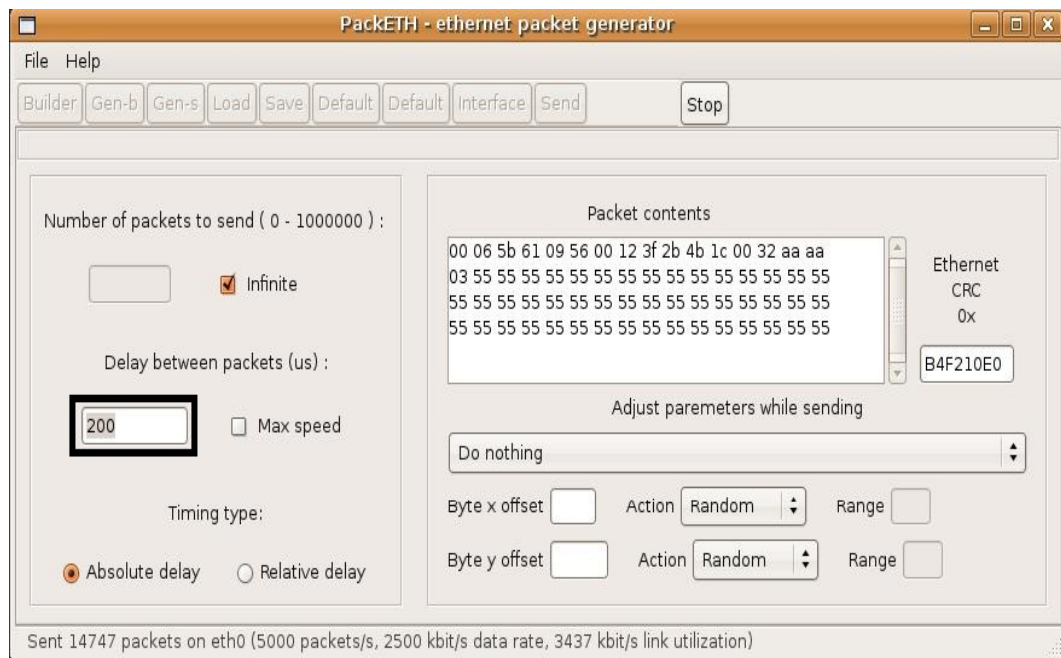 PackETH - ethernet packet generator
File Help
Builder Gen-b Gen-s Load Save Default Default Interface Send Stop
Number of packets to send ( 0 - 1000000 ) :
Infinite
Delay between packets (us) :
200
Max speed
Timing type:
Absolute delay
Relative delay
Packet contents
00 06 5b 61 09 56 00 12 3f 2b 4b 1c 00 32 aa aa
03 55 55 55 55 55 55 55 55 55 55 55 55 55 55 55
55 55 55 55 55 55 55 55 55 55 55 55 55 55 55 55
55 55 55 55 55 55 55 55 55 55 55 55 55 55 55 55
Ethernet
CRC
0x
B4F210E0
Adjust paremeters while sending
Do nothing
Byte x offset Action Random Range
Byte y offset Action Random Range
Sent 14747 packets on eth0 (5000 packets/s, 2500 kbit/s data rate, 3437 kbit/s link utilization)